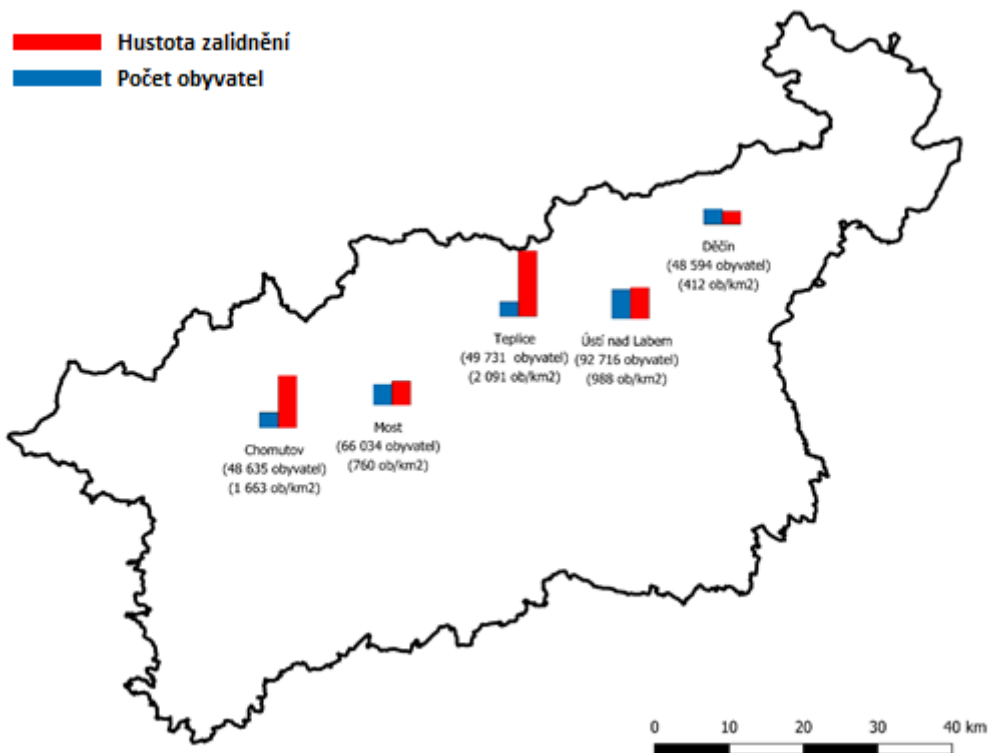 Hustota zalidnění
Počet obyvatel
Děčín
(48 594 obyvatel)
(412 ob/km2)
Teplice
(49 731 obyvatel)
(2 091 ob/km2)
Ústí nad Labem
(92 716 obyvatel)
(988 ob/km2)
Most
(66 034 obyvatel)
(760 ob/km2)
Chomutov
(48 635 obyvatel)
(1 663 ob/km2)
0 10 20 30 40 km